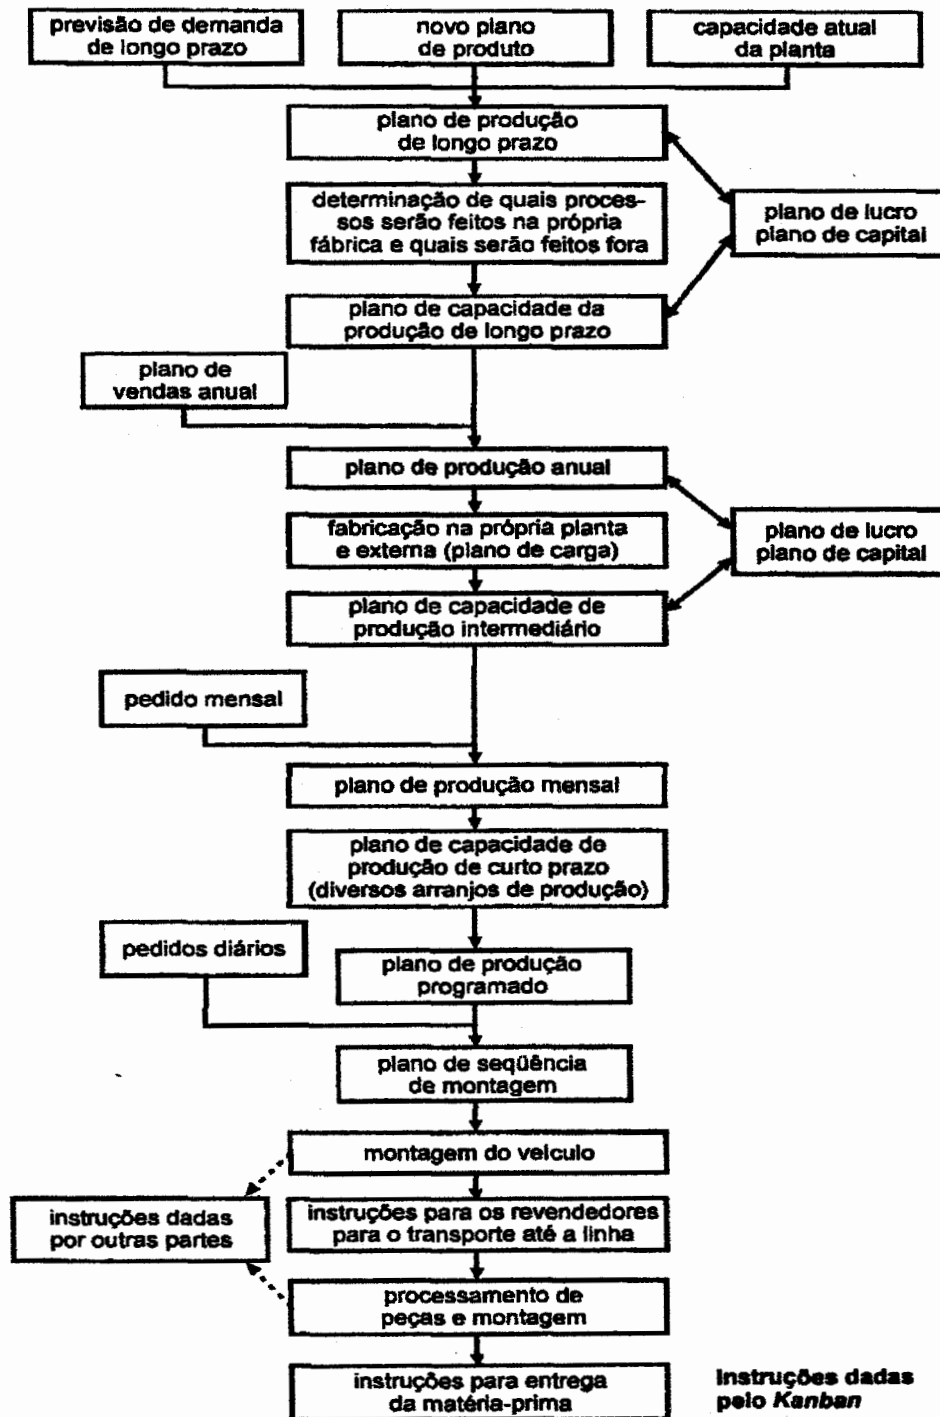 previsão de demanda
de longo prazo
novo plano
de produto
capacidade atual
da planta
plano de produção
de longo prazo
determinação de quais proces-
sos serão feitos na própria
fábrica e quais serão feitos fora
plano de lucro
plano de capital
plano de capacidade da
produção de longo prazo
plano de
vendas anual
plano de produção anual
fabricação na própria planta
e externa (plano de carga)
plano de lucro
plano de capital
plano de capacidade de
produção intermediário
pedido mensal
plano de produção mensal
plano de capacidade de
produção de curto prazo
(diversos arranjos de produção)
pedidos diários
plano de produção
programado
plano de seqüência
de montagem
montagem do veículo
instruções dadas
por outras partes
instruções para os revendedores
para o transporte até a linha
processamento de
peças e montagem
instruções para entrega
da matéria-prima
Instruções dadas
pelo Kanban